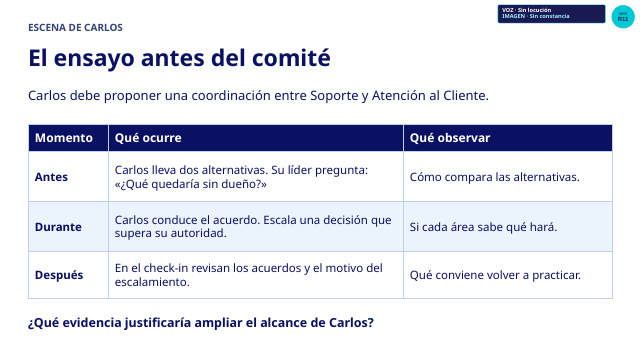 VOZ · Sin locución
IMAGEN · Sin constancia
R11
ESCENA DE CARLOS
El ensayo antes del comité
Carlos debe proponer una coordinación entre Soporte y Atención al Cliente.
Momento
Qué ocurre
Qué observar
Antes
Carlos lleva dos alternativas. Su líder pregunta:
«¿Qué quedaría sin dueño?»
Cómo compara las alternativas.
Durante
Carlos conduce el acuerdo. Escala una decisión que
supera su autoridad.
Si cada área sabe qué hará.
Después
En el check-in revisan los acuerdos y el motivo del
escalamiento.
Qué conviene volver a practicar.
¿Qué evidencia justificaría ampliar el alcance de Carlos?